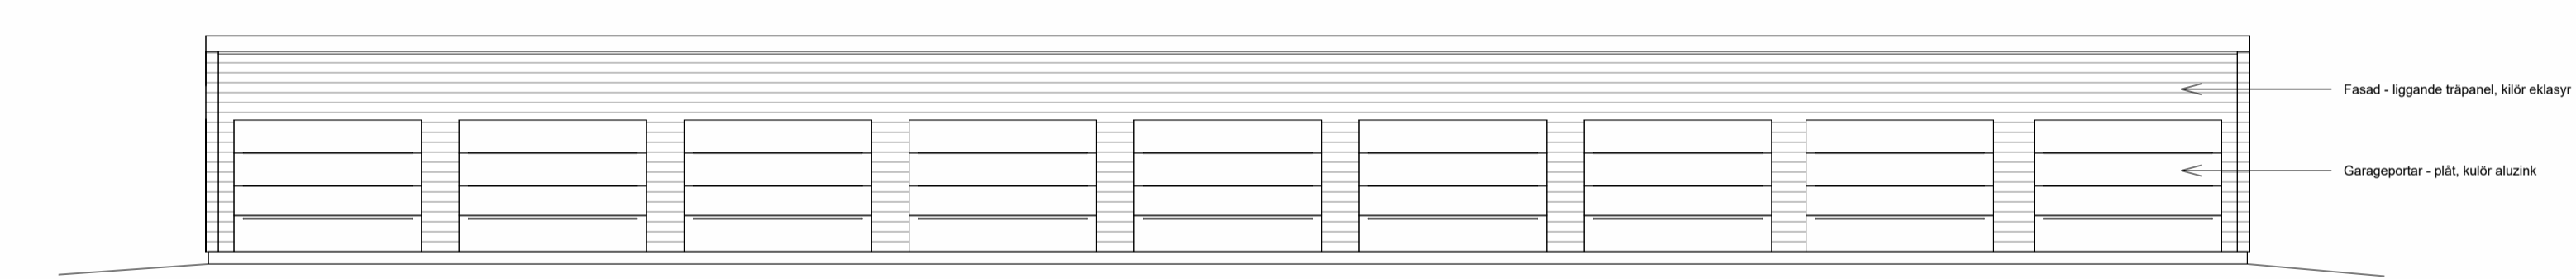 Fasad - liggande träpanel, kilör eklasyr
Garageportar - plåt, kulör aluzink